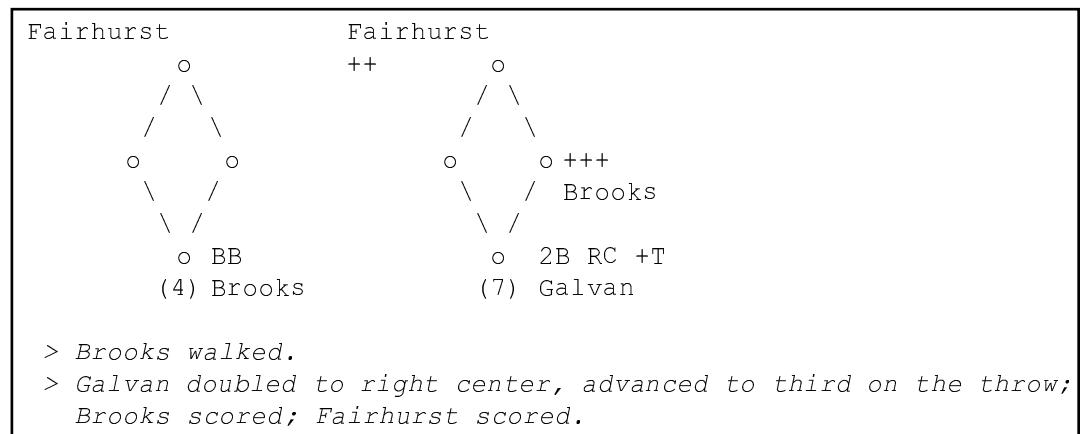 Fairhurst Fairhurst
o ++ o
/ \ / \
/ \ / \
o o o o +++
\ / \ / Brooks
\ / \ /
o BB o 2B RC +T
(4) Brooks (7) Galvan
> Brooks walked.
> Galvan doubled to right center, advanced to third on the throw;
Brooks scored; Fairhurst scored.